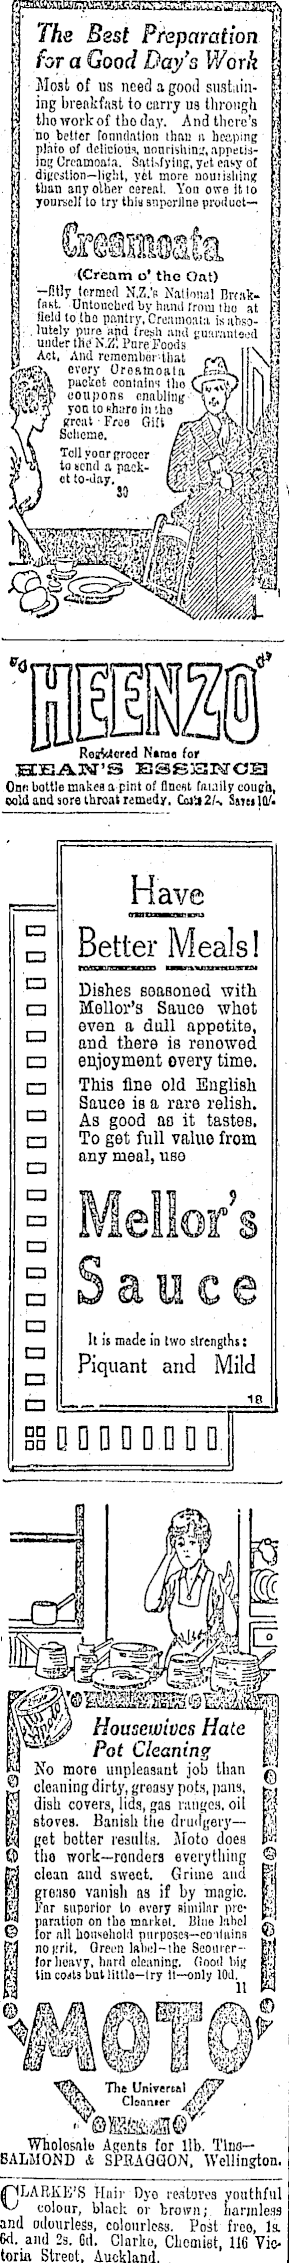 The Best Preparation
for a Good Day's Work
Most of us need a good sustain-
ing breakfast to carry us through
the work of the day. And there's
no better foundation than a heaping
plate of delicious, nourishing, appetis-
ing Creamoata. Satisfying, yet easy of
digestion—light, yet more nourishing
than any other cereal. You owe it to
yourself to try this superfine product—
Creamoata
(Cream o' the Oat)
—fitly termed N.Z.'s National Break-
fast. Untouched by hand from the
field to the pantry, Creamoata is abso-
lutely pure and fresh and guaranteed
under the N.Z. Pure Foods
Act. And remember that
every Creamoata
packet contains the
coupons enabling
you to share in the
great Free Gift
Scheme.
Tell your grocer
to send a pack-
et to-day.
30
"HEENZO"
Registered Name for
HEAN'S ESSENCE
One bottle makes a pint of finest family cough,
cold and sore throat remedy. Costs 2/-, Saves 10/-
Have
Better Meals!
Dishes seasoned with
Mellor's Sauce whet
even a dull appetite,
and there is renewed
enjoyment every time.
This fine old English
Sauce is a rare relish.
As good as it tastes.
To get full value from
any meal, use
Mellor's
Sauce
It is made in two strengths:
Piquant and Mild
18
Housewives Hate
Pot Cleaning
No more unpleasant job than
cleaning dirty, greasy pots, pans,
dish covers, lids, gas ranges, oil
stoves. Banish the drudgery—
get better results. Moto does
the work—renders everything
clean and sweet. Grime and
grease vanish as if by magic.
Far superior to every similar pre-
paration on the market. Blue label
for all household purposes—contains
no grit. Green label—the Scourer—
for heavy, hard cleaning. Good big
tin costs but little—try it—only 10d.
11
MOTO
The Universal
Cleanser
Wholesale Agents for 1lb. Tins—
SALMOND & SPRAGGON, Wellington.
CLARKE'S Hair Dye restores youthful
colour, black or brown; harmless
and odourless, colourless. Post free, 1s.
6d. and 2s. 6d. Clarke, Chemist, 116 Vic-
toria Street, Auckland.